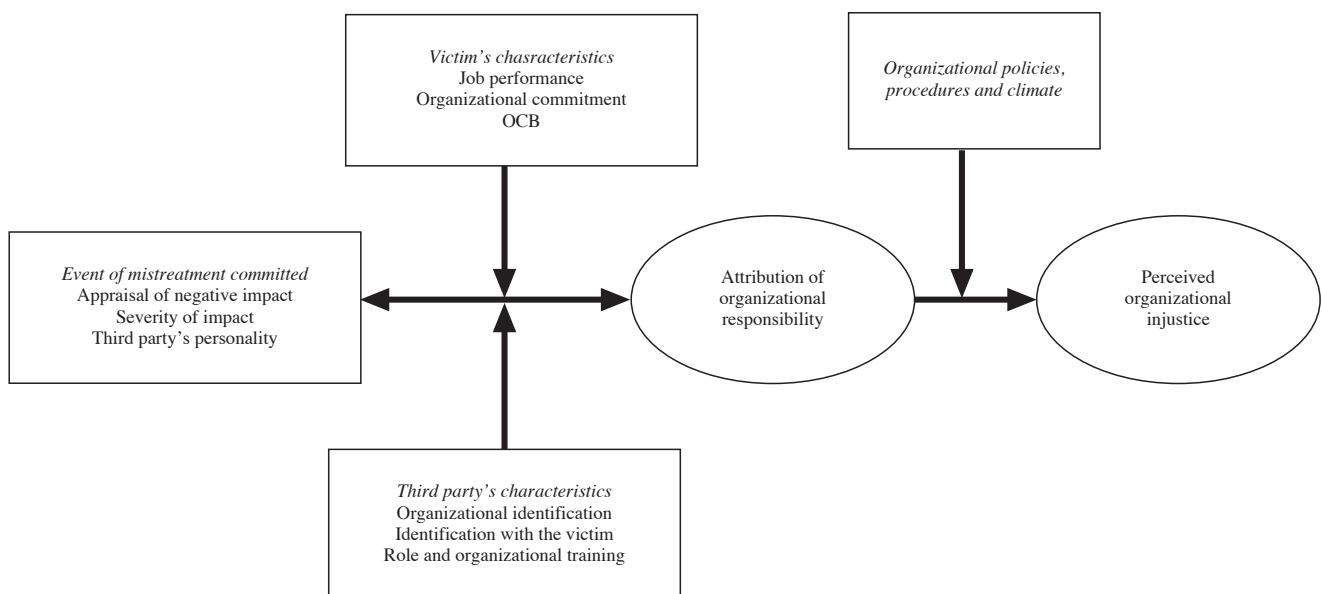 Victim's chasracteristics
Job performance
Organizational commitment
OCB
Organizational policies,
procedures and climate
Event of mistreatment committed
Appraisal of negative impact
Severity of impact
Third party's personality
Attribution of
organizational
responsibility
Perceived
organizational
injustice
Third party's characteristics
Organizational identification
Identification with the victim
Role and organizational training